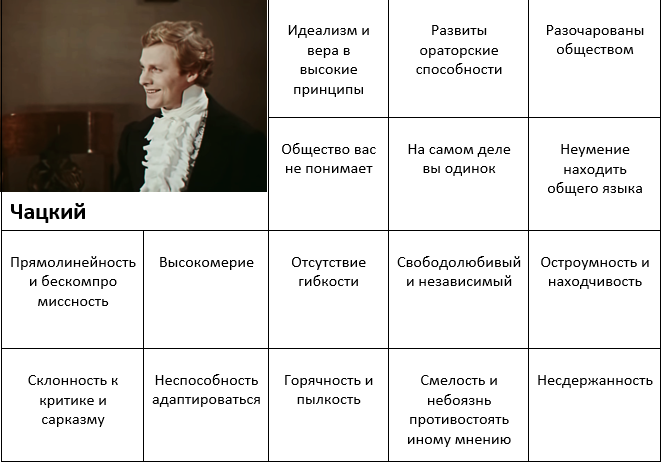 Идеализм и
вера в
высокие
принципы
Развиты
ораторские
способности
Разочарованы
обществом
Общество вас
не понимает
На самом деле
вы одинок
Неумение
находить
общего языка
Чацкий
Прямолинейность
и бескомпро
миссность
Высокомерие
Отсутствие
гибкости
Свободолюбивый
и независимый
Остроумность и
находчивость
Склонность к
критике и
сарказму
Неспособность
адаптироваться
Горячность и
пылкость
Смелость и
небоязнь
противостоять
иному мнению
Несдержанность